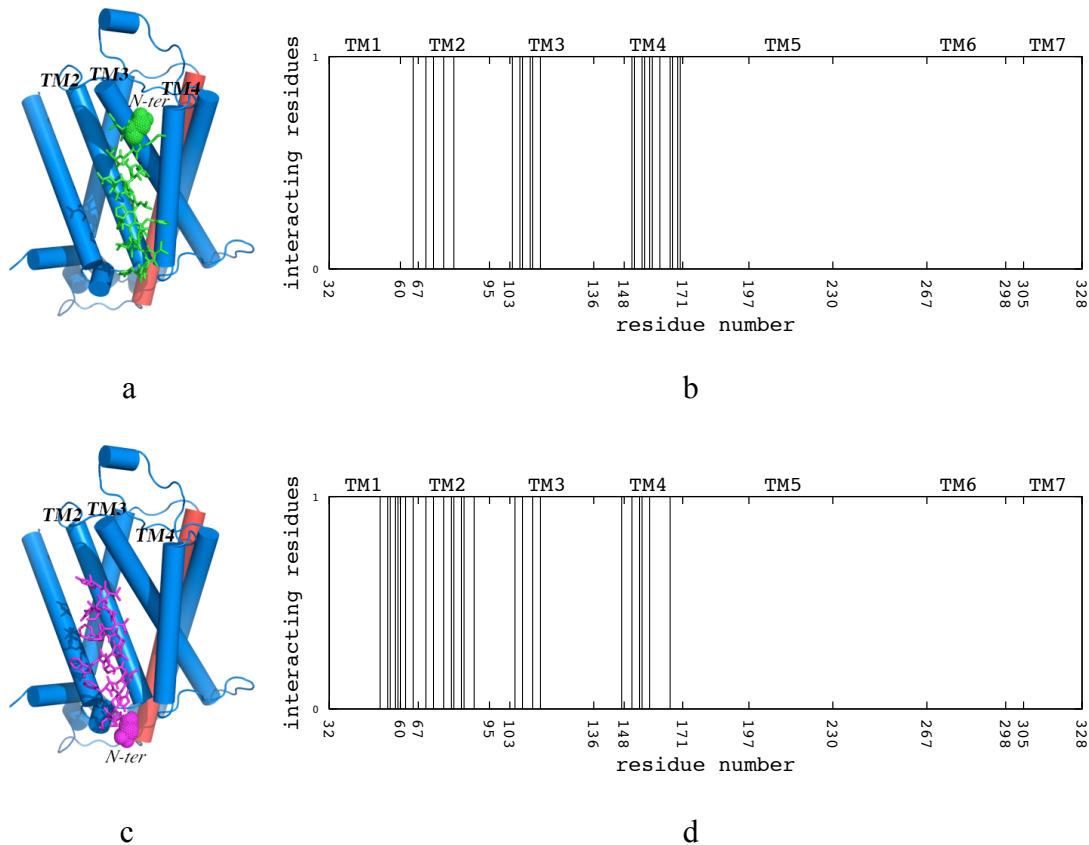 TM2 TM3 TM4
N-ter
TM1 TM2 TM3 TM4 TM5 TM6 TM7
interacting residues
1
0
32 60 67 95 103 136 148 171 197 230 267 298 305 328
residue number
a
b
TM2 TM3 TM4
N-ter
TM1 TM2 TM3 TM4 TM5 TM6 TM7
interacting residues
1
0
32 60 67 95 103 136 148 171 197 230 267 298 305 328
residue number
c
d